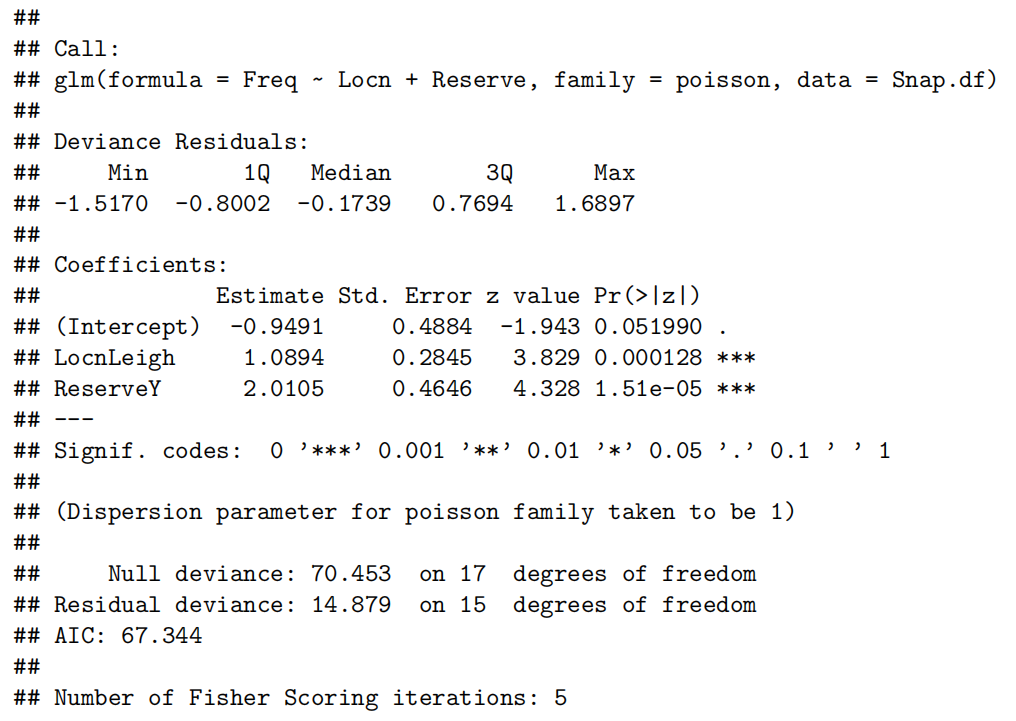 ##
## Call:
## glm(formula = Freq ~ Locn + Reserve, family = poisson, data = Snap.df)
##
## Deviance Residuals:
##     Min       1Q   Median       3Q      Max
## -1.5170  -0.8002  -0.1739   0.7694   1.6897
##
## Coefficients:
##             Estimate Std. Error z value Pr(>|z|)
## (Intercept)  -0.9491     0.4884  -1.943 0.051990 .
## LocnLeigh     1.0894     0.2845   3.829 0.000128 ***
## ReserveY      2.0105     0.4646   4.328 1.51e-05 ***
## ---
## Signif. codes:  0 ’***’ 0.001 ’**’ 0.01 ’*’ 0.05 ’.’ 0.1 ’ ’ 1
##
## (Dispersion parameter for poisson family taken to be 1)
##
##     Null deviance: 70.453  on 17  degrees of freedom
## Residual deviance: 14.879  on 15  degrees of freedom
## AIC: 67.344
##
## Number of Fisher Scoring iterations: 5